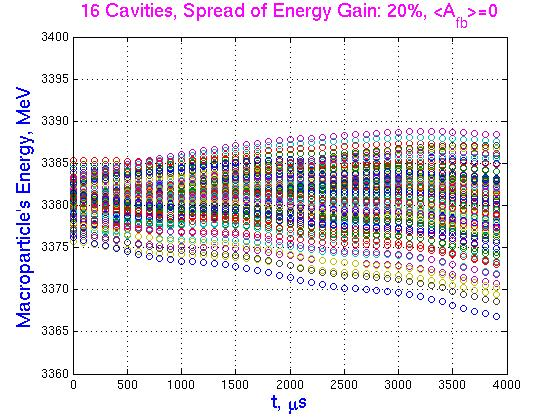 16 Cavities, Spread of Energy Gain: 20%, <A_fb>=0
3400
3395
3390
3385
3380
3375
3370
3365
3360
Macroparticle's Energy, MeV
0 500 1000 1500 2000 2500 3000 3500 4000
t, μs